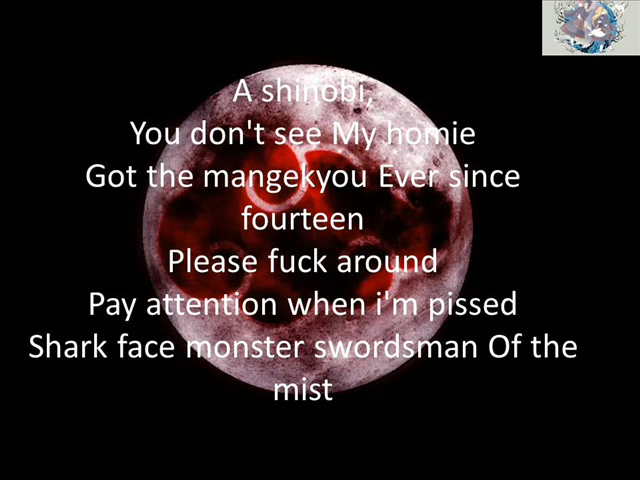 A shinobi,
You don't see My homie
Got the mangekyou Ever since
fourteen
Please fuck around
Pay attention when i'm pissed
Shark face monster swordsman Of the
mist